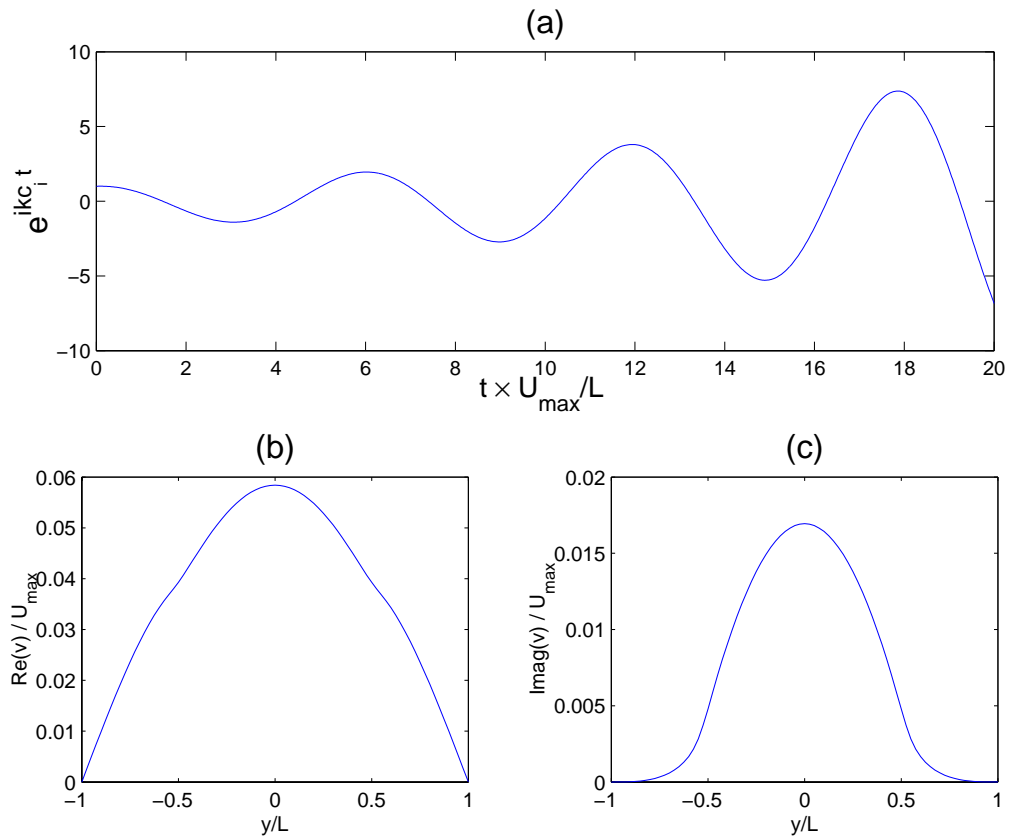 (a)
e^{ikc_i t}
10
5
0
−5
−10
0 2 4 6 8 10 12 14 16 18 20
t × U_max/L
(b)
Re(v) / U_max
0.06
0.05
0.04
0.03
0.02
0.01
0
−1 −0.5 0 0.5 1
y/L
(c)
Imag(v) / U_max
0.02
0.015
0.01
0.005
0
−1 −0.5 0 0.5 1
y/L